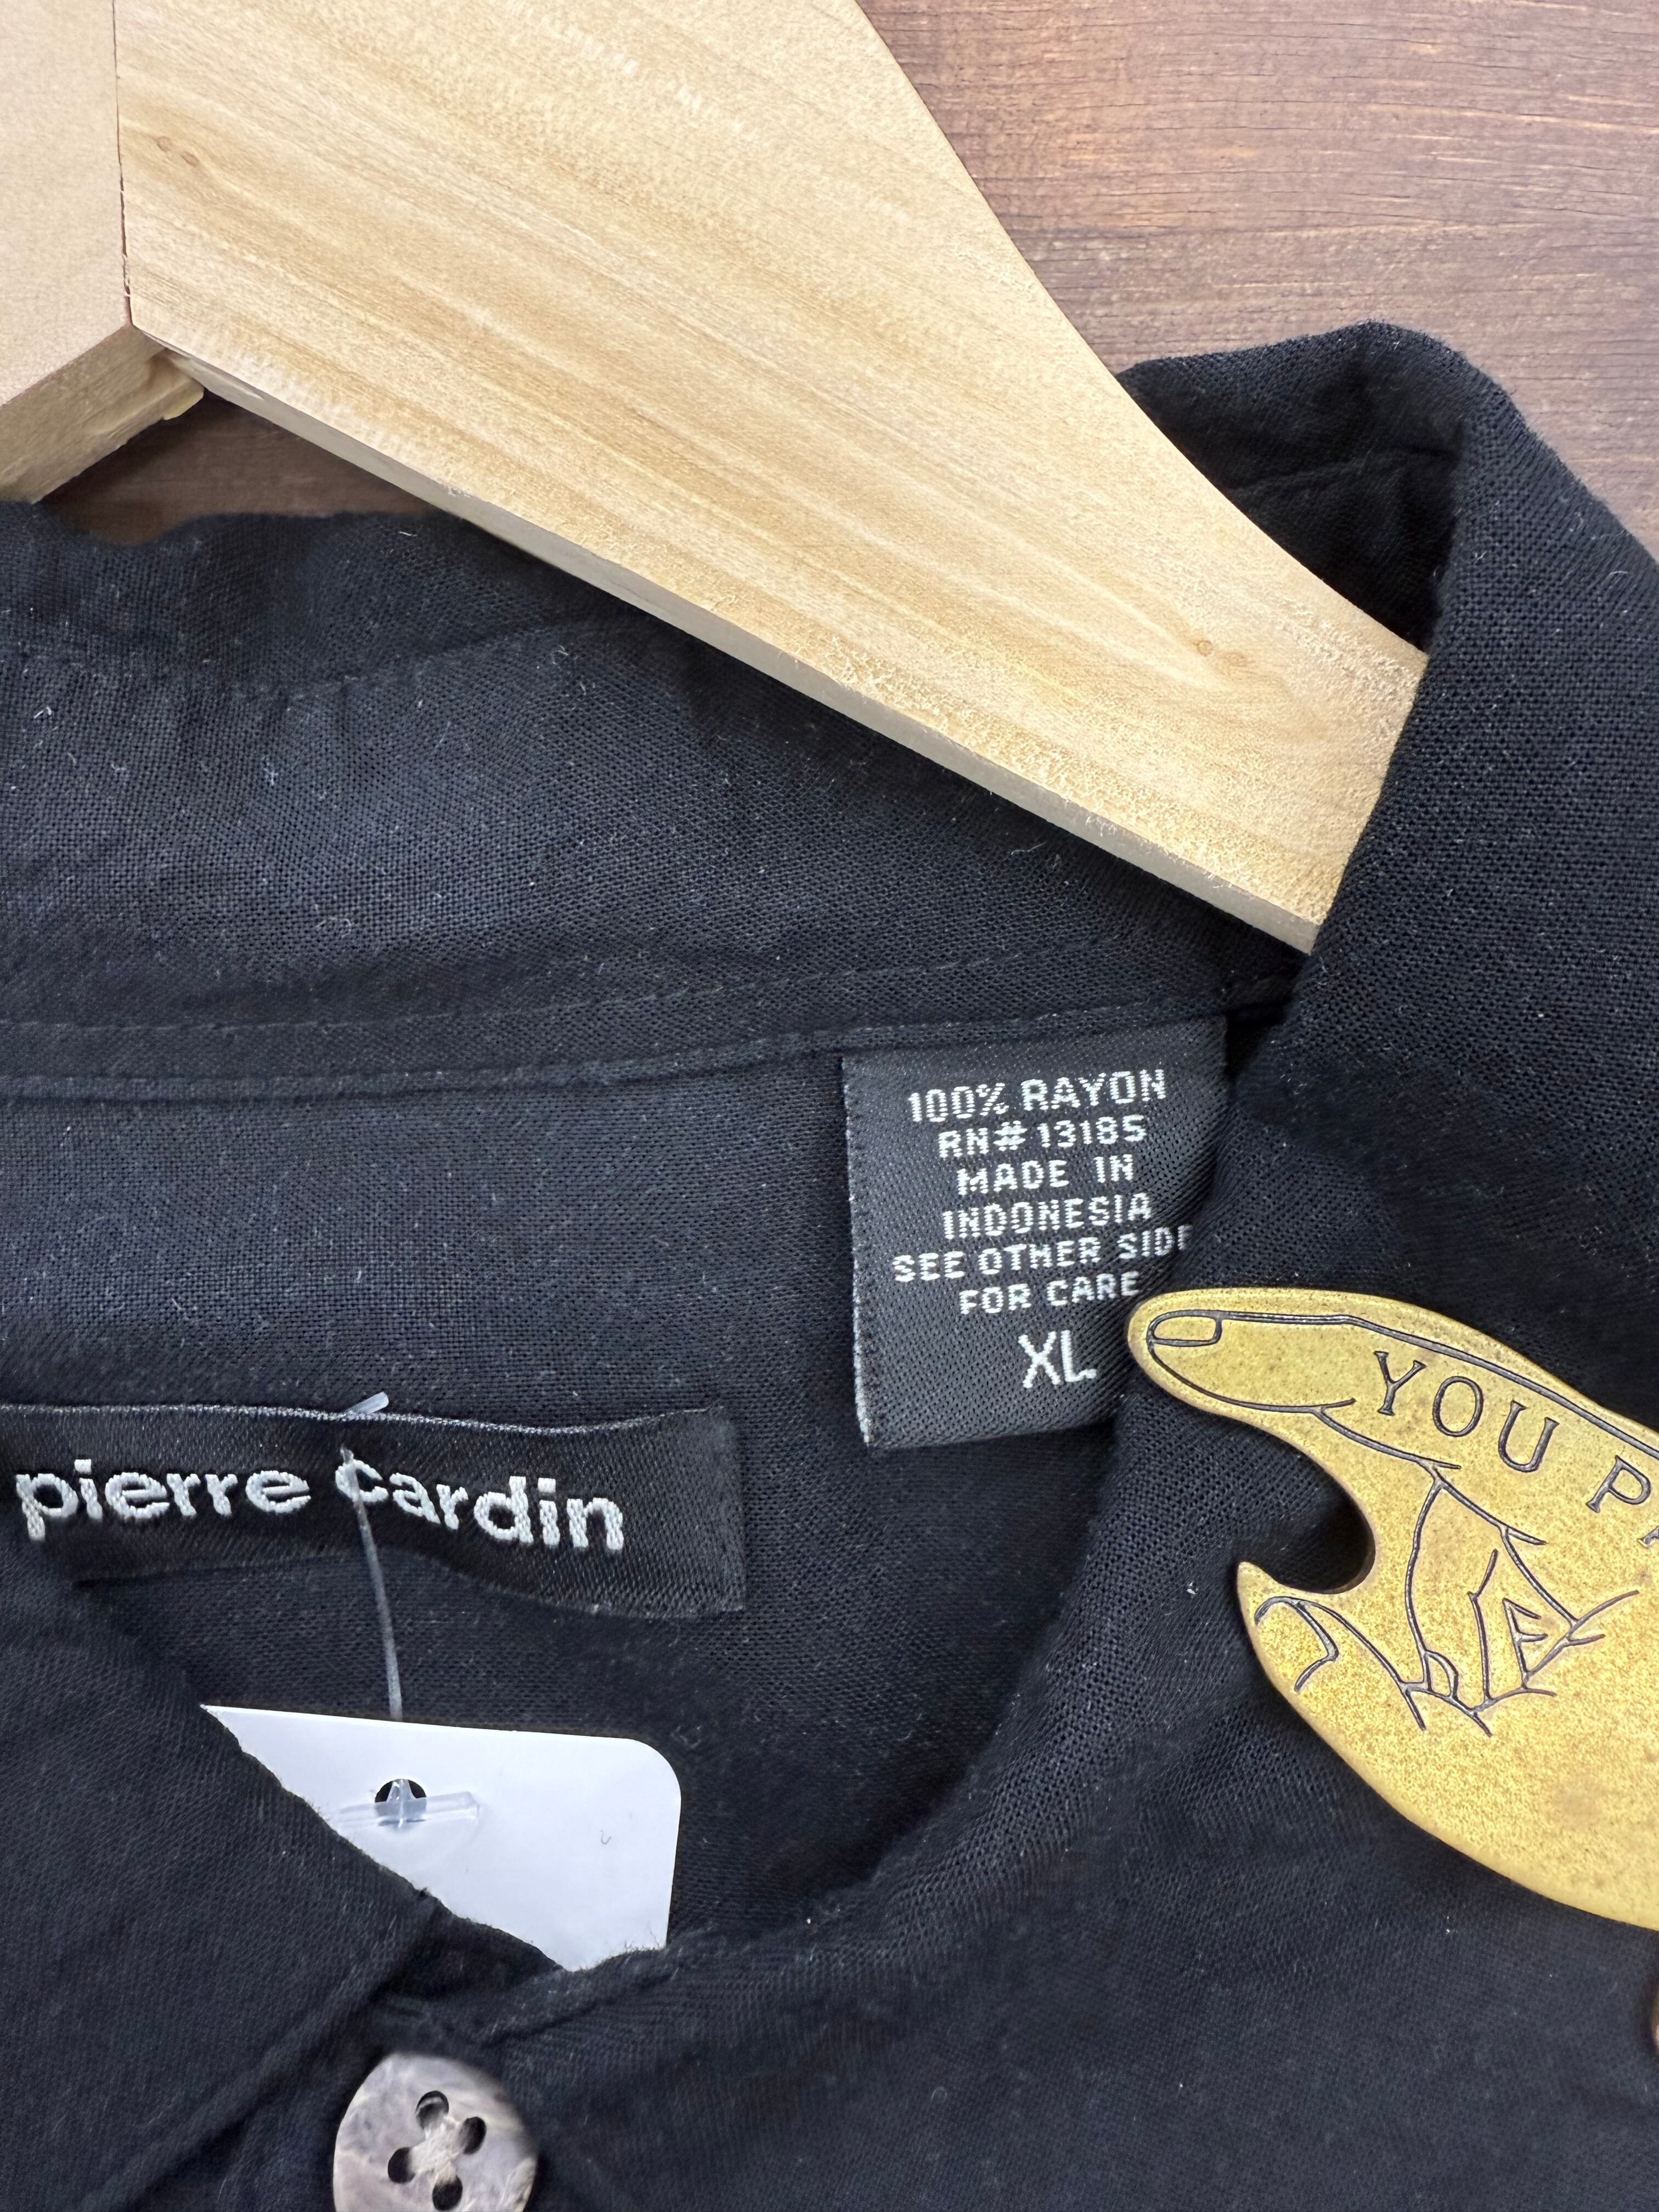 100% RAYON
RN# 13185
MADE IN
INDONESIA
SEE OTHER SIDE
FOR CARE
XL
pierre cardin
YOU